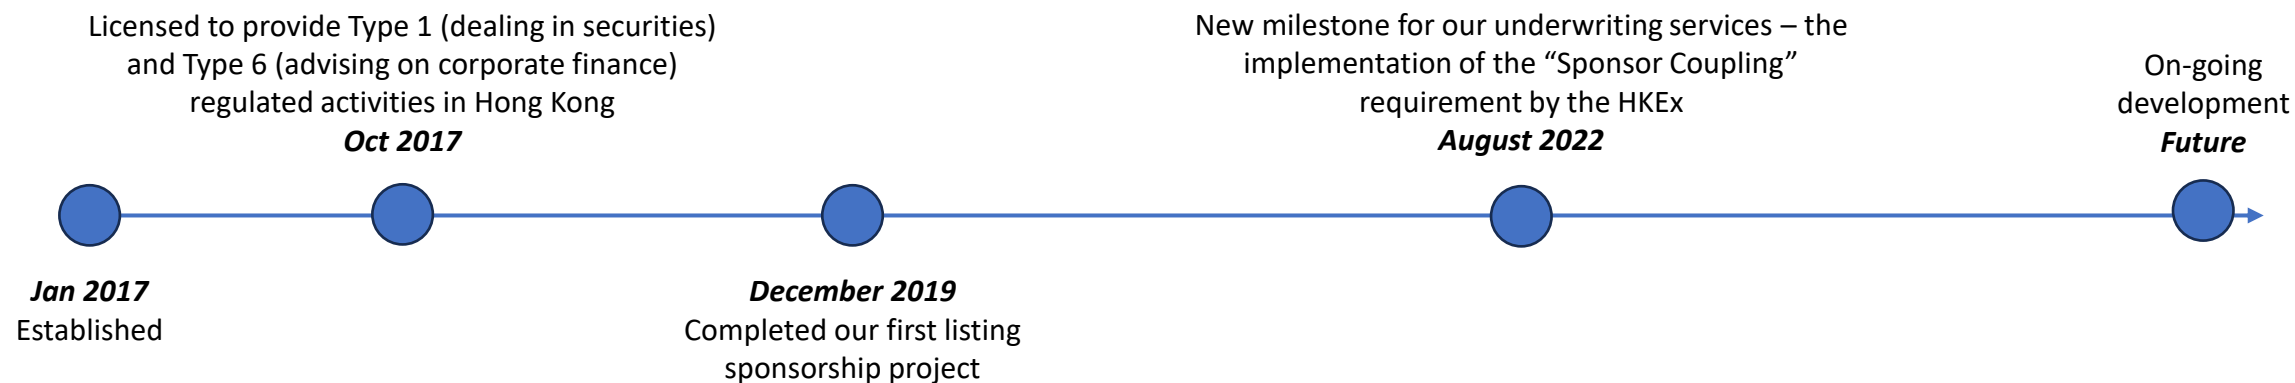 Licensed to provide Type 1 (dealing in securities)
and Type 6 (advising on corporate finance)
regulated activities in Hong Kong
Oct 2017
New milestone for our underwriting services – the
implementation of the “Sponsor Coupling”
requirement by the HKEx
August 2022
On-going
development
Future
Jan 2017
Established
December 2019
Completed our first listing
sponsorship project